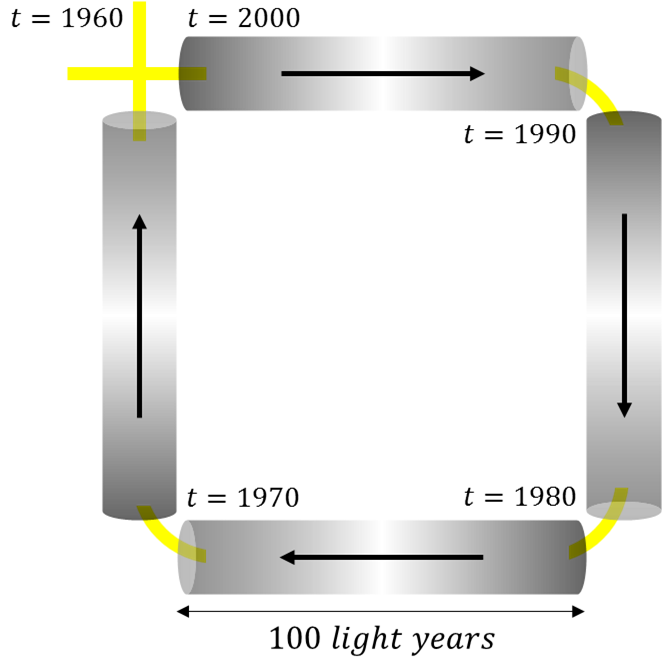 t = 1960
t = 2000
t = 1990
t = 1970
t = 1980
100 light years